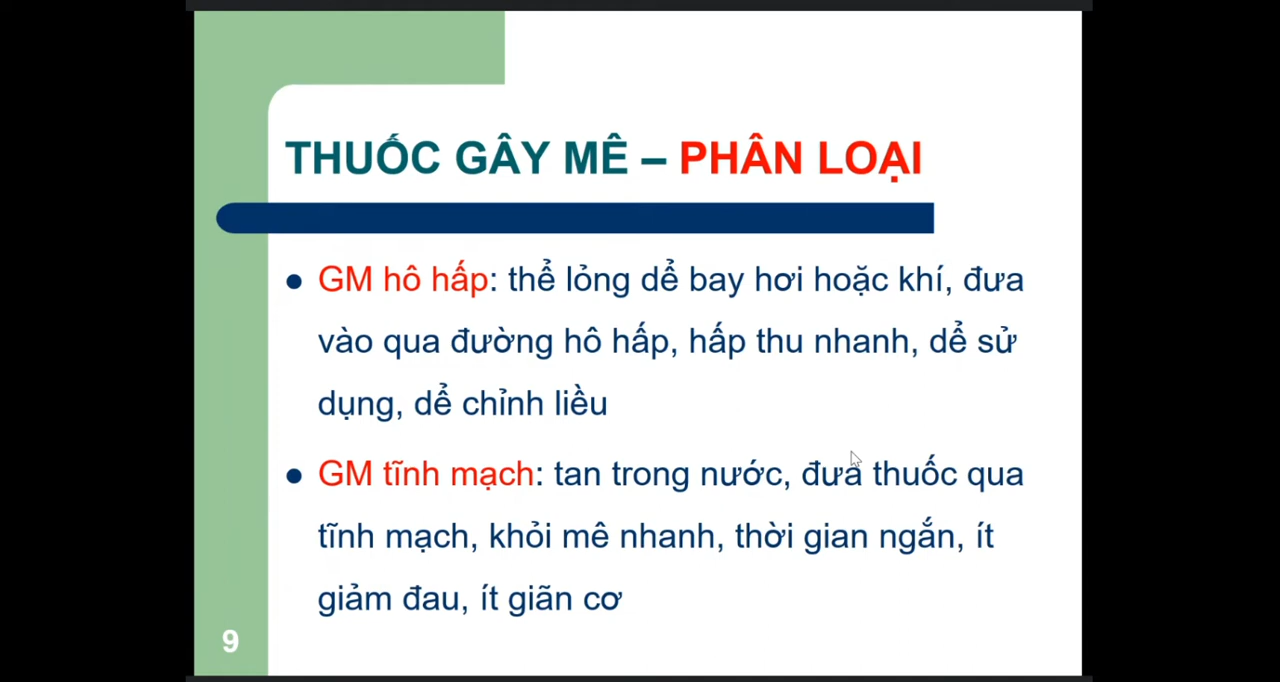 THUỐC GÂY MÊ – PHÂN LOẠI
• GM hô hấp: thể lỏng dể bay hơi hoặc khí, đưa
vào qua đường hô hấp, hấp thu nhanh, dể sử
dụng, dể chỉnh liều
• GM tĩnh mạch: tan trong nước, đưa thuốc qua
tĩnh mạch, khỏi mê nhanh, thời gian ngắn, ít
giảm đau, ít giãn cơ
9